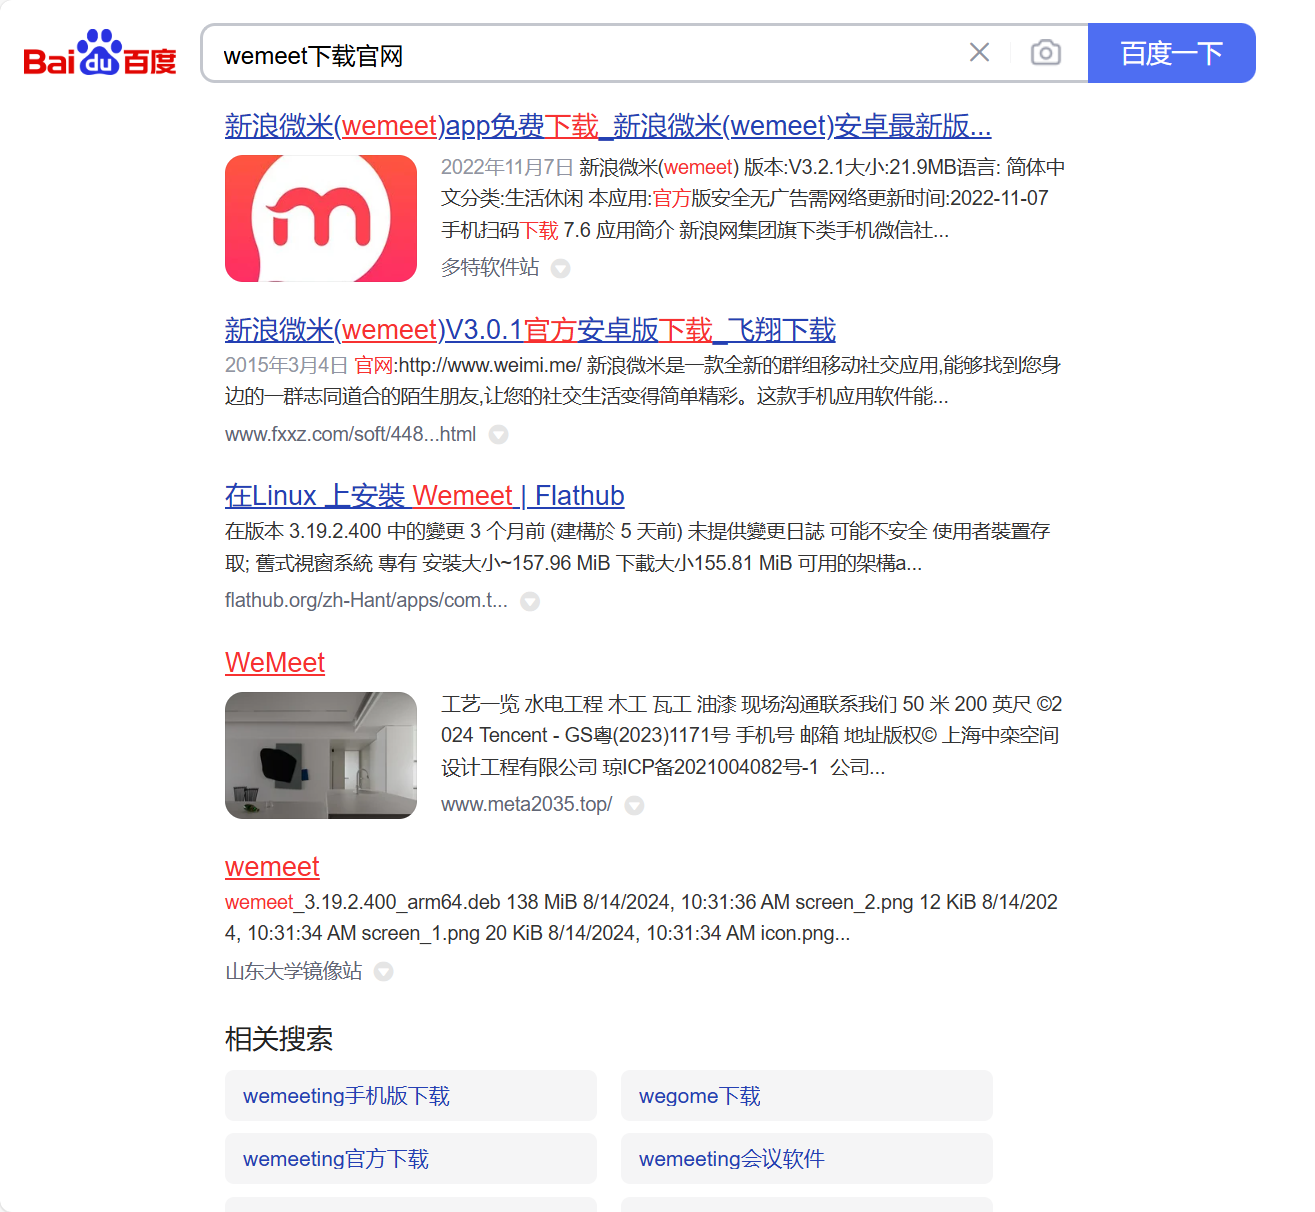 Bai du 百度
wemeet下载官网
百度一下
新浪微米(wemeet)app免费下载_新浪微米(wemeet)安卓最新版...
2022年11月7日 新浪微米(wemeet) 版本:V3.2.1大小:21.9MB语言: 简体中
文分类:生活休闲 本应用:官方版安全无广告需网络更新时间:2022-11-07
手机扫码下载 7.6 应用简介 新浪网集团旗下类手机微信社...
多特软件站
新浪微米(wemeet)V3.0.1官方安卓版下载_飞翔下载
2015年3月4日 官网:http://www.weimi.me/ 新浪微米是一款全新的群组移动社交应用,能够找到您身
边的一群志同道合的陌生朋友,让您的社交生活变得简单精彩。这款手机应用软件能...
www.fxxz.com/soft/448...html
在Linux 上安裝 Wemeet | Flathub
在版本 3.19.2.400 中的變更 3 个月前 (建構於 5 天前) 未提供變更日誌 可能不安全 使用者裝置存
取; 舊式視窗系統 專有 安裝大小~157.96 MiB 下載大小155.81 MiB 可用的架構a...
flathub.org/zh-Hant/apps/com.t...
WeMeet
工艺一览 水电工程 木工 瓦工 油漆 现场沟通联系我们 50 米 200 英尺 ©2
024 Tencent - GS粤(2023)1171号 手机号 邮箱 地址版权© 上海中栾空间
设计工程有限公司 琼ICP备2021004082号-1 公司...
www.meta2035.top/
wemeet
wemeet_3.19.2.400_arm64.deb 138 MiB 8/14/2024, 10:31:36 AM screen_2.png 12 KiB 8/14/202
4, 10:31:34 AM screen_1.png 20 KiB 8/14/2024, 10:31:34 AM icon.png...
山东大学镜像站
相关搜索
wemeeting手机版下载
wegome下载
wemeeting官方下载
wemeeting会议软件